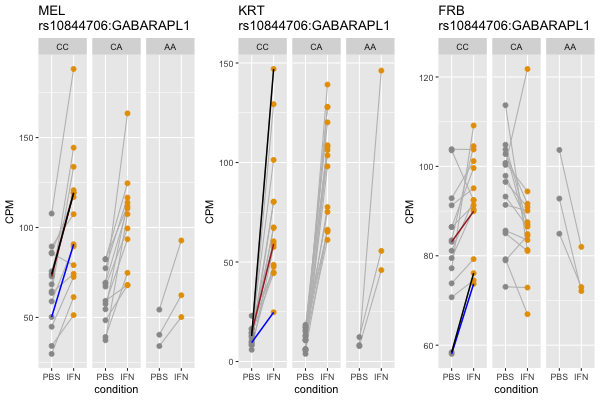 MEL
rs10844706:GABARAPL1
CC CA AA
150
100
50
CPM
PBS IFN PBS IFN PBS IFN
condition
KRT
rs10844706:GABARAPL1
CC CA AA
150
100
50
0
CPM
PBS IFN PBS IFN PBS IFN
condition
FRB
rs10844706:GABARAPL1
CC CA AA
120
100
80
60
CPM
PBS IFN PBS IFN PBS IFN
condition